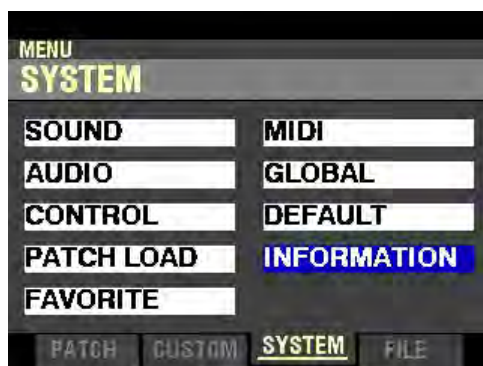 MENU
SYSTEM
SOUND
MIDI
AUDIO
GLOBAL
CONTROL
DEFAULT
PATCH LOAD
INFORMATION
FAVORITE
PATCH CUSTOM SYSTEM FILE